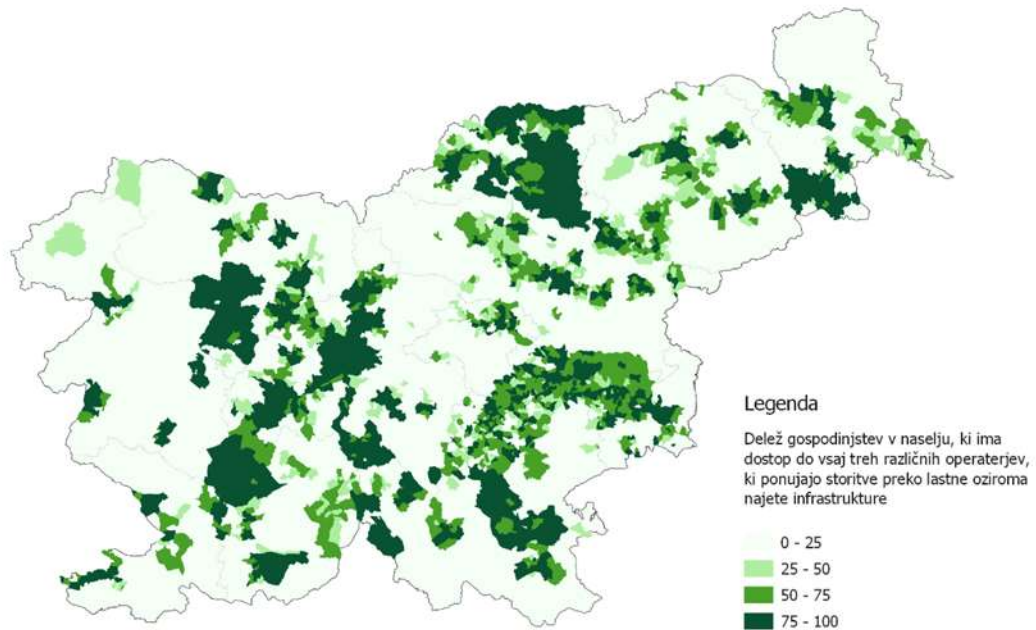 Legenda
Delež gospodinjstev v naselju, ki ima
dostop do vsaj treh različnih operaterjev,
ki ponujajo storitve preko lastne oziroma
najete infrastrukture
0 - 25
25 - 50
50 - 75
75 - 100